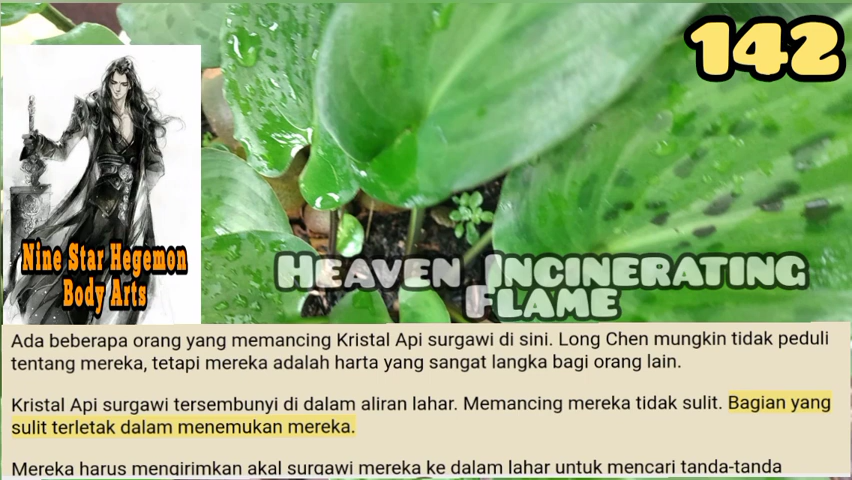 142
Nine Star Hegemon
Body Arts
HEAVEN INCINERATING
FLAME
Ada beberapa orang yang memancing Kristal Api surgawi di sini. Long Chen mungkin tidak peduli
tentang mereka, tetapi mereka adalah harta yang sangat langka bagi orang lain.
Kristal Api surgawi tersembunyi di dalam aliran lahar. Memancing mereka tidak sulit. Bagian yang
sulit terletak dalam menemukan mereka.
Mereka harus mengirimkan akal surgawi mereka ke dalam lahar untuk mencari tanda-tanda